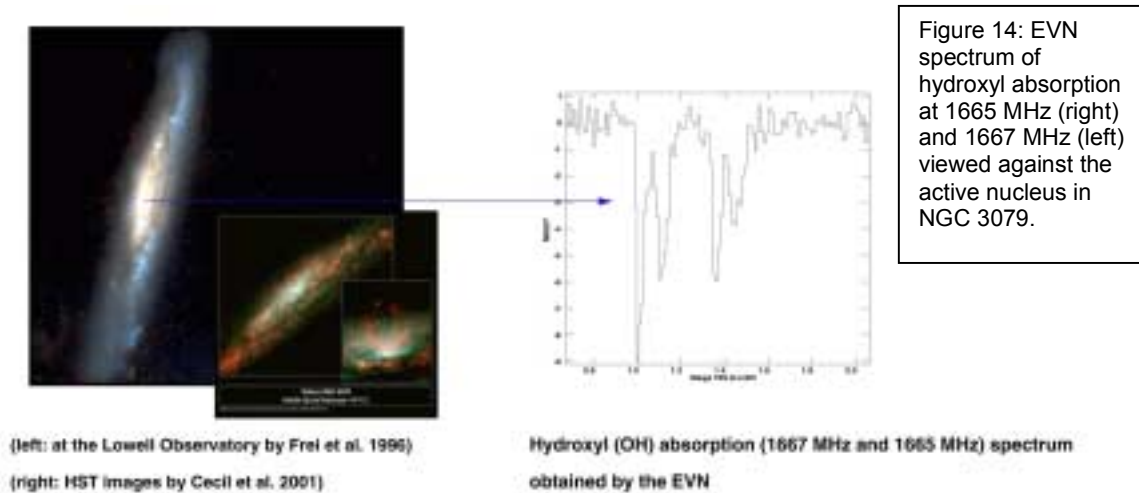 Figure 14: EVN
spectrum of
hydroxyl absorption
at 1665 MHz (right)
and 1667 MHz (left)
viewed against the
active nucleus in
NGC 3079.
(left: at the Lowell Observatory by Frei et al. 1996)
(right: HST images by Cecil et al. 2001)
Hydroxyl (OH) absorption (1667 MHz and 1665 MHz) spectrum
obtained by the EVN